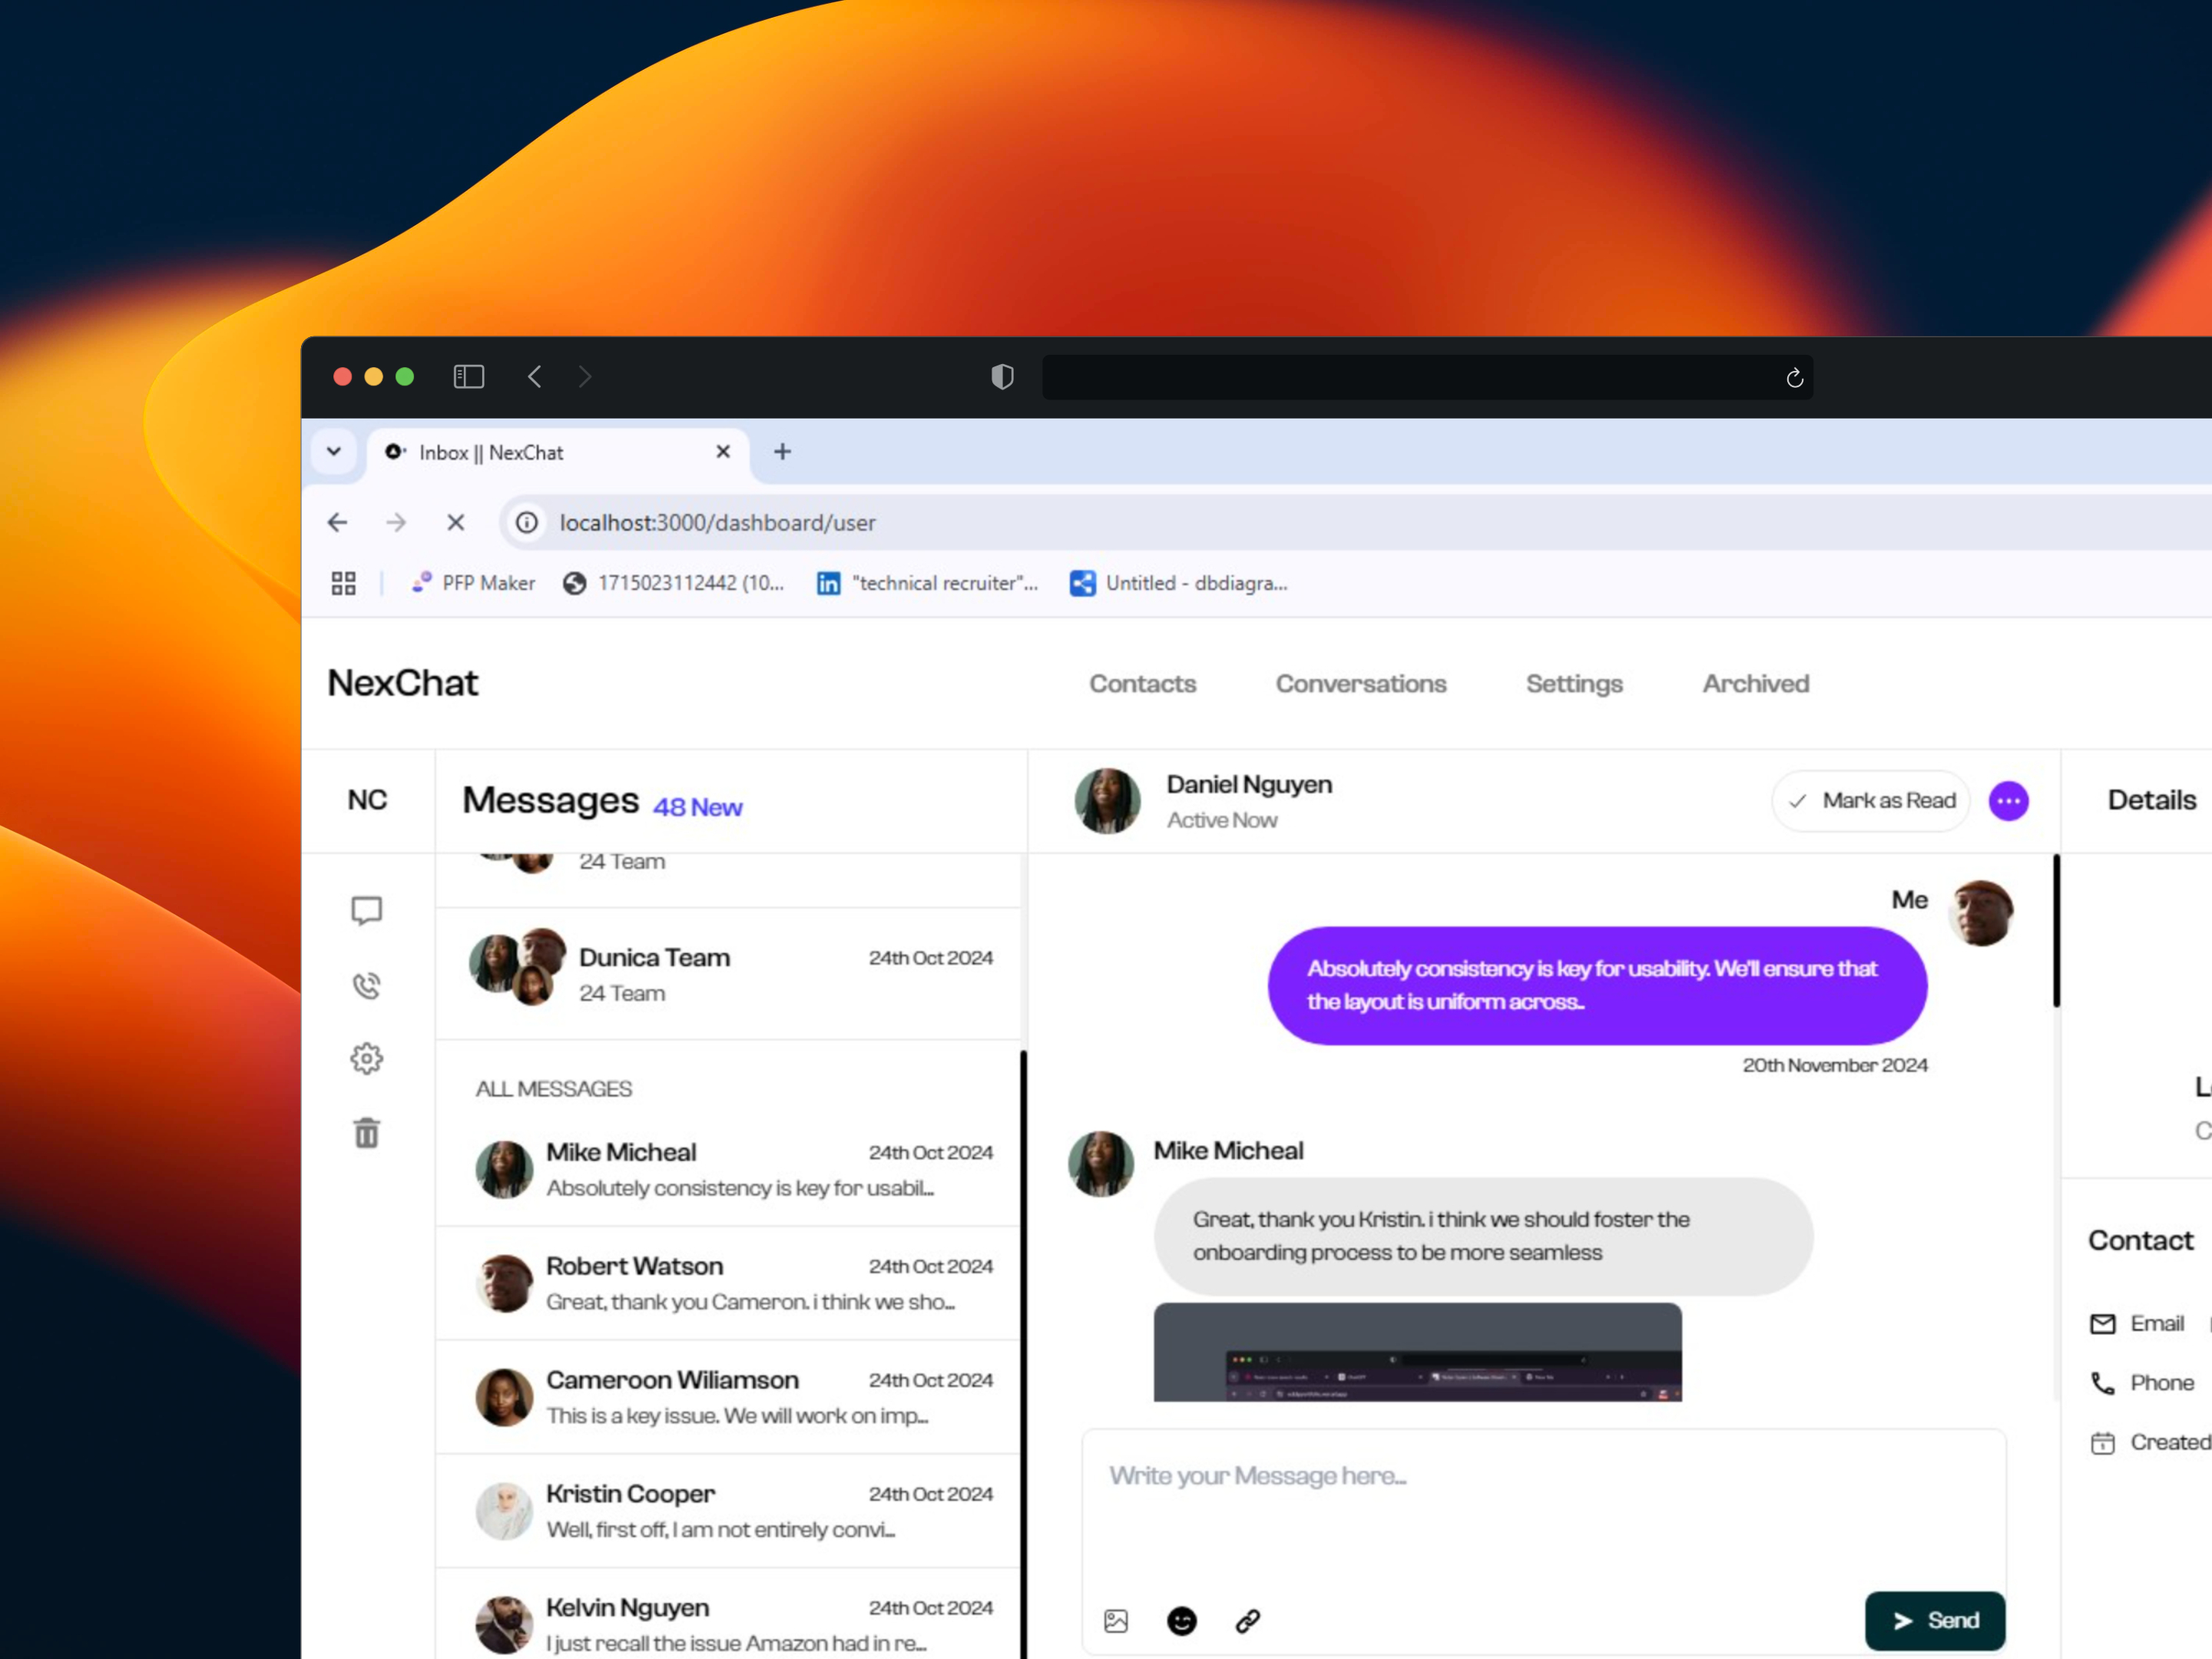 Inbox || NexChat
localhost:3000/dashboard/user
PFP Maker
1715023112442 (10...
"technical recruiter"...
Untitled - dbdiagra...
NexChat
Contacts
Conversations
Settings
Archived
NC
Messages 48 New
24 Team
Dunica Team
24th Oct 2024
24 Team
ALL MESSAGES
Mike Micheal
24th Oct 2024
Absolutely consistency is key for usabil...
Robert Watson
24th Oct 2024
Great, thank you Cameron. i think we sho...
Cameroon Wiliamson
24th Oct 2024
This is a key issue. We will work on imp...
Kristin Cooper
24th Oct 2024
Well, first off, I am not entirely convi...
Kelvin Nguyen
24th Oct 2024
I just recall the issue Amazon had in re...
Daniel Nguyen
Active Now
Mark as Read
Me
Absolutely consistency is key for usability. We'll ensure that
the layout is uniform across..
20th November 2024
Mike Micheal
Great, thank you Kristin. i think we should foster the
onboarding process to be more seamless
Write your Message here...
Send
Details
Contact
Email
Phone
Created